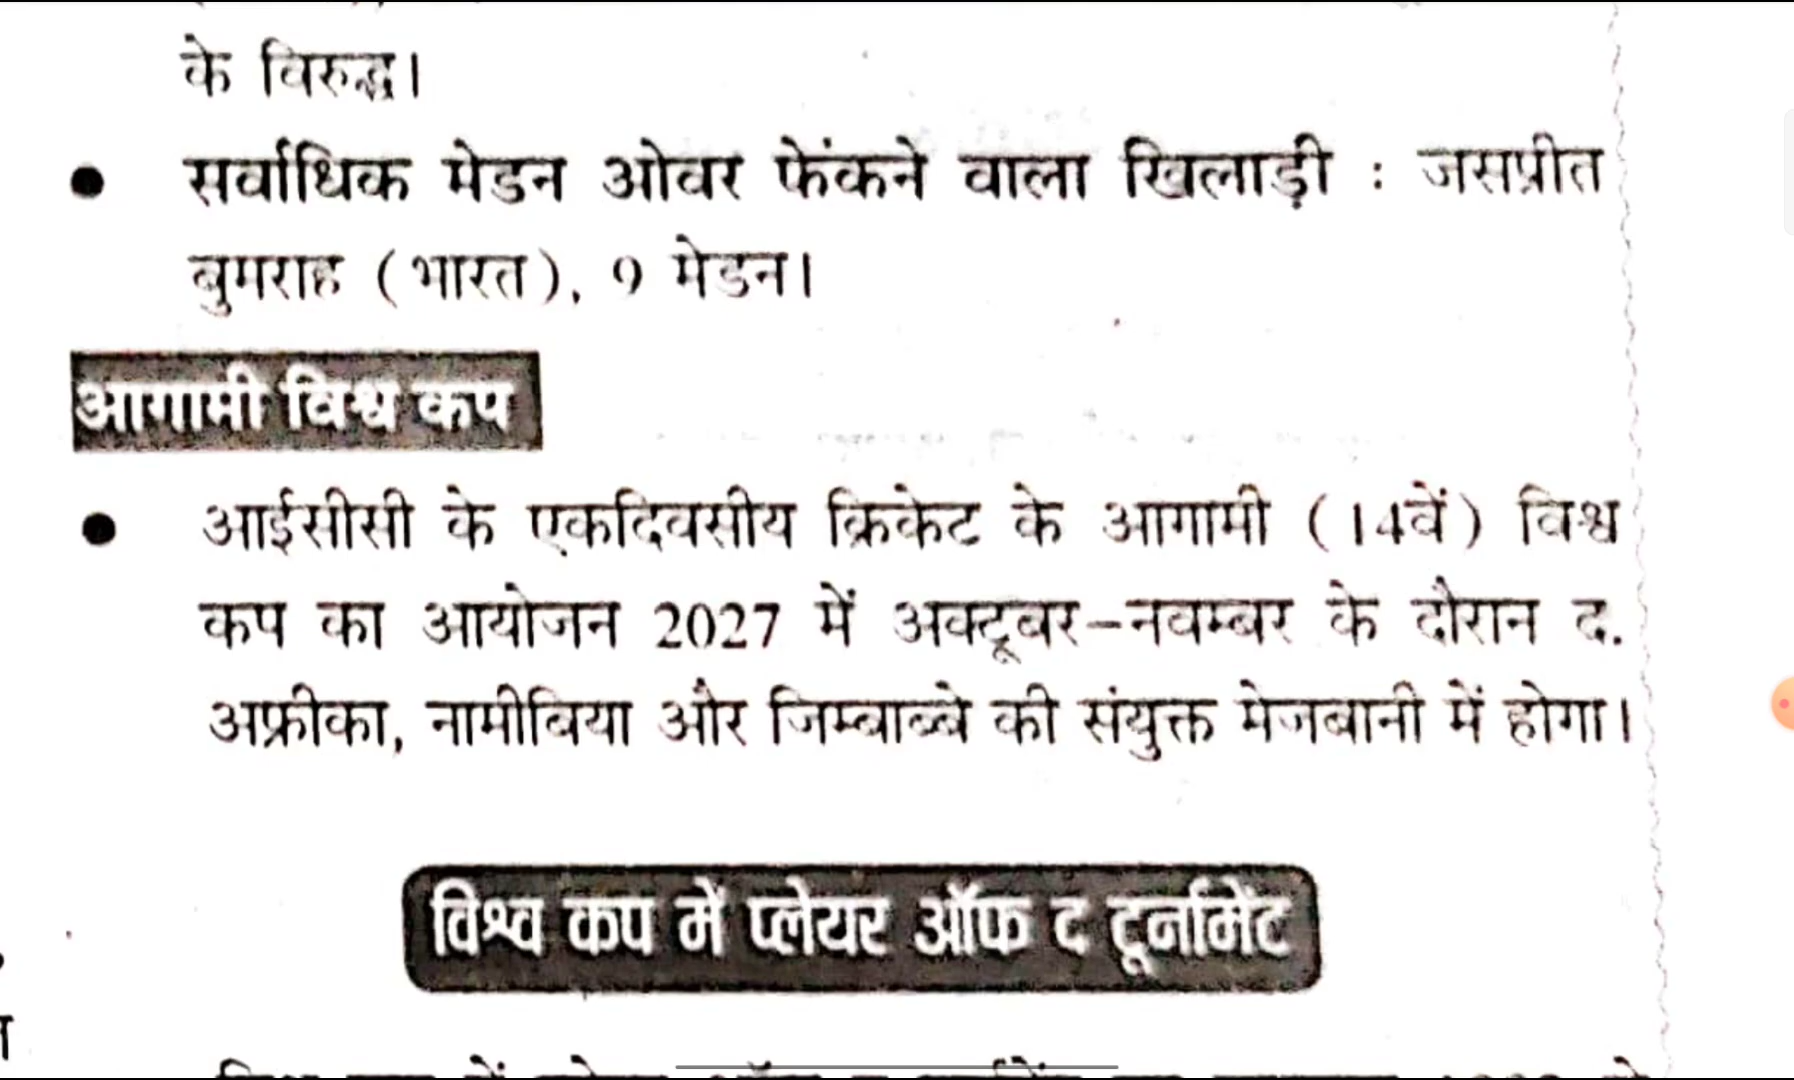 के विरुद्ध।
● सर्वाधिक मेडन ओवर फेंकने वाला खिलाड़ी : जसप्रीत
बुमराह (भारत), 9 मेडन।
आगामी विश्व कप
● आईसीसी के एकदिवसीय क्रिकेट के आगामी (14वें) विश्व
कप का आयोजन 2027 में अक्टूबर-नवम्बर के दौरान द.
अफ्रीका, नामीबिया और जिम्बाब्वे की संयुक्त मेजबानी में होगा।
विश्व कप में प्लेयर ऑफ द टूर्नामेंट